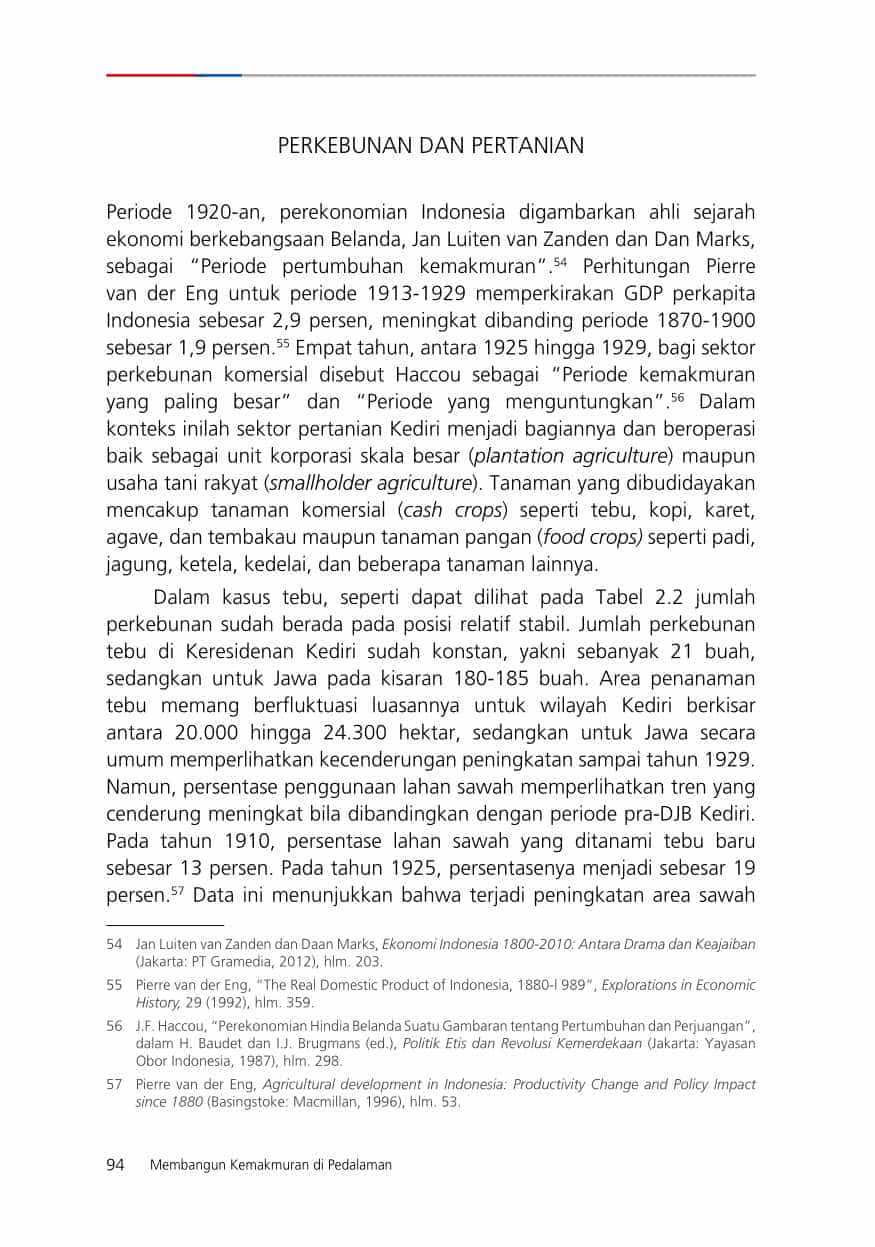 PERKEBUNAN DAN PERTANIAN
Periode 1920-an, perekonomian Indonesia digambarkan ahli sejarah
ekonomi berkebangsaan Belanda, Jan Luiten van Zanden dan Dan Marks,
sebagai “Periode pertumbuhan kemakmuran”.54 Perhitungan Pierre
van der Eng untuk periode 1913-1929 memperkirakan GDP perkapita
Indonesia sebesar 2,9 persen, meningkat dibanding periode 1870-1900
sebesar 1,9 persen.55 Empat tahun, antara 1925 hingga 1929, bagi sektor
perkebunan komersial disebut Haccou sebagai “Periode kemakmuran
yang paling besar” dan “Periode yang menguntungkan”.56 Dalam
konteks inilah sektor pertanian Kediri menjadi bagiannya dan beroperasi
baik sebagai unit korporasi skala besar (plantation agriculture) maupun
usaha tani rakyat (smallholder agriculture). Tanaman yang dibudidayakan
mencakup tanaman komersial (cash crops) seperti tebu, kopi, karet,
agave, dan tembakau maupun tanaman pangan (food crops) seperti padi,
jagung, ketela, kedelai, dan beberapa tanaman lainnya.
Dalam kasus tebu, seperti dapat dilihat pada Tabel 2.2 jumlah
perkebunan sudah berada pada posisi relatif stabil. Jumlah perkebunan
tebu di Keresidenan Kediri sudah konstan, yakni sebanyak 21 buah,
sedangkan untuk Jawa pada kisaran 180-185 buah. Area penanaman
tebu memang berfluktuasi luasannya untuk wilayah Kediri berkisar
antara 20.000 hingga 24.300 hektar, sedangkan untuk Jawa secara
umum memperlihatkan kecenderungan peningkatan sampai tahun 1929.
Namun, persentase penggunaan lahan sawah memperlihatkan tren yang
cenderung meningkat bila dibandingkan dengan periode pra-DJB Kediri.
Pada tahun 1910, persentase lahan sawah yang ditanami tebu baru
sebesar 13 persen. Pada tahun 1925, persentasenya menjadi sebesar 19
persen.57 Data ini menunjukkan bahwa terjadi peningkatan area sawah
54 Jan Luiten van Zanden dan Daan Marks, Ekonomi Indonesia 1800-2010: Antara Drama dan Keajaiban
(Jakarta: PT Gramedia, 2012), hlm. 203.
55 Pierre van der Eng, “The Real Domestic Product of Indonesia, 1880-l 989”, Explorations in Economic
History, 29 (1992), hlm. 359.
56 J.F. Haccou, “Perekonomian Hindia Belanda Suatu Gambaran tentang Pertumbuhan dan Perjuangan”,
dalam H. Baudet dan I.J. Brugmans (ed.), Politik Etis dan Revolusi Kemerdekaan (Jakarta: Yayasan
Obor Indonesia, 1987), hlm. 298.
57 Pierre van der Eng, Agricultural development in Indonesia: Productivity Change and Policy Impact
since 1880 (Basingstoke: Macmillan, 1996), hlm. 53.
94 Membangun Kemakmuran di Pedalaman